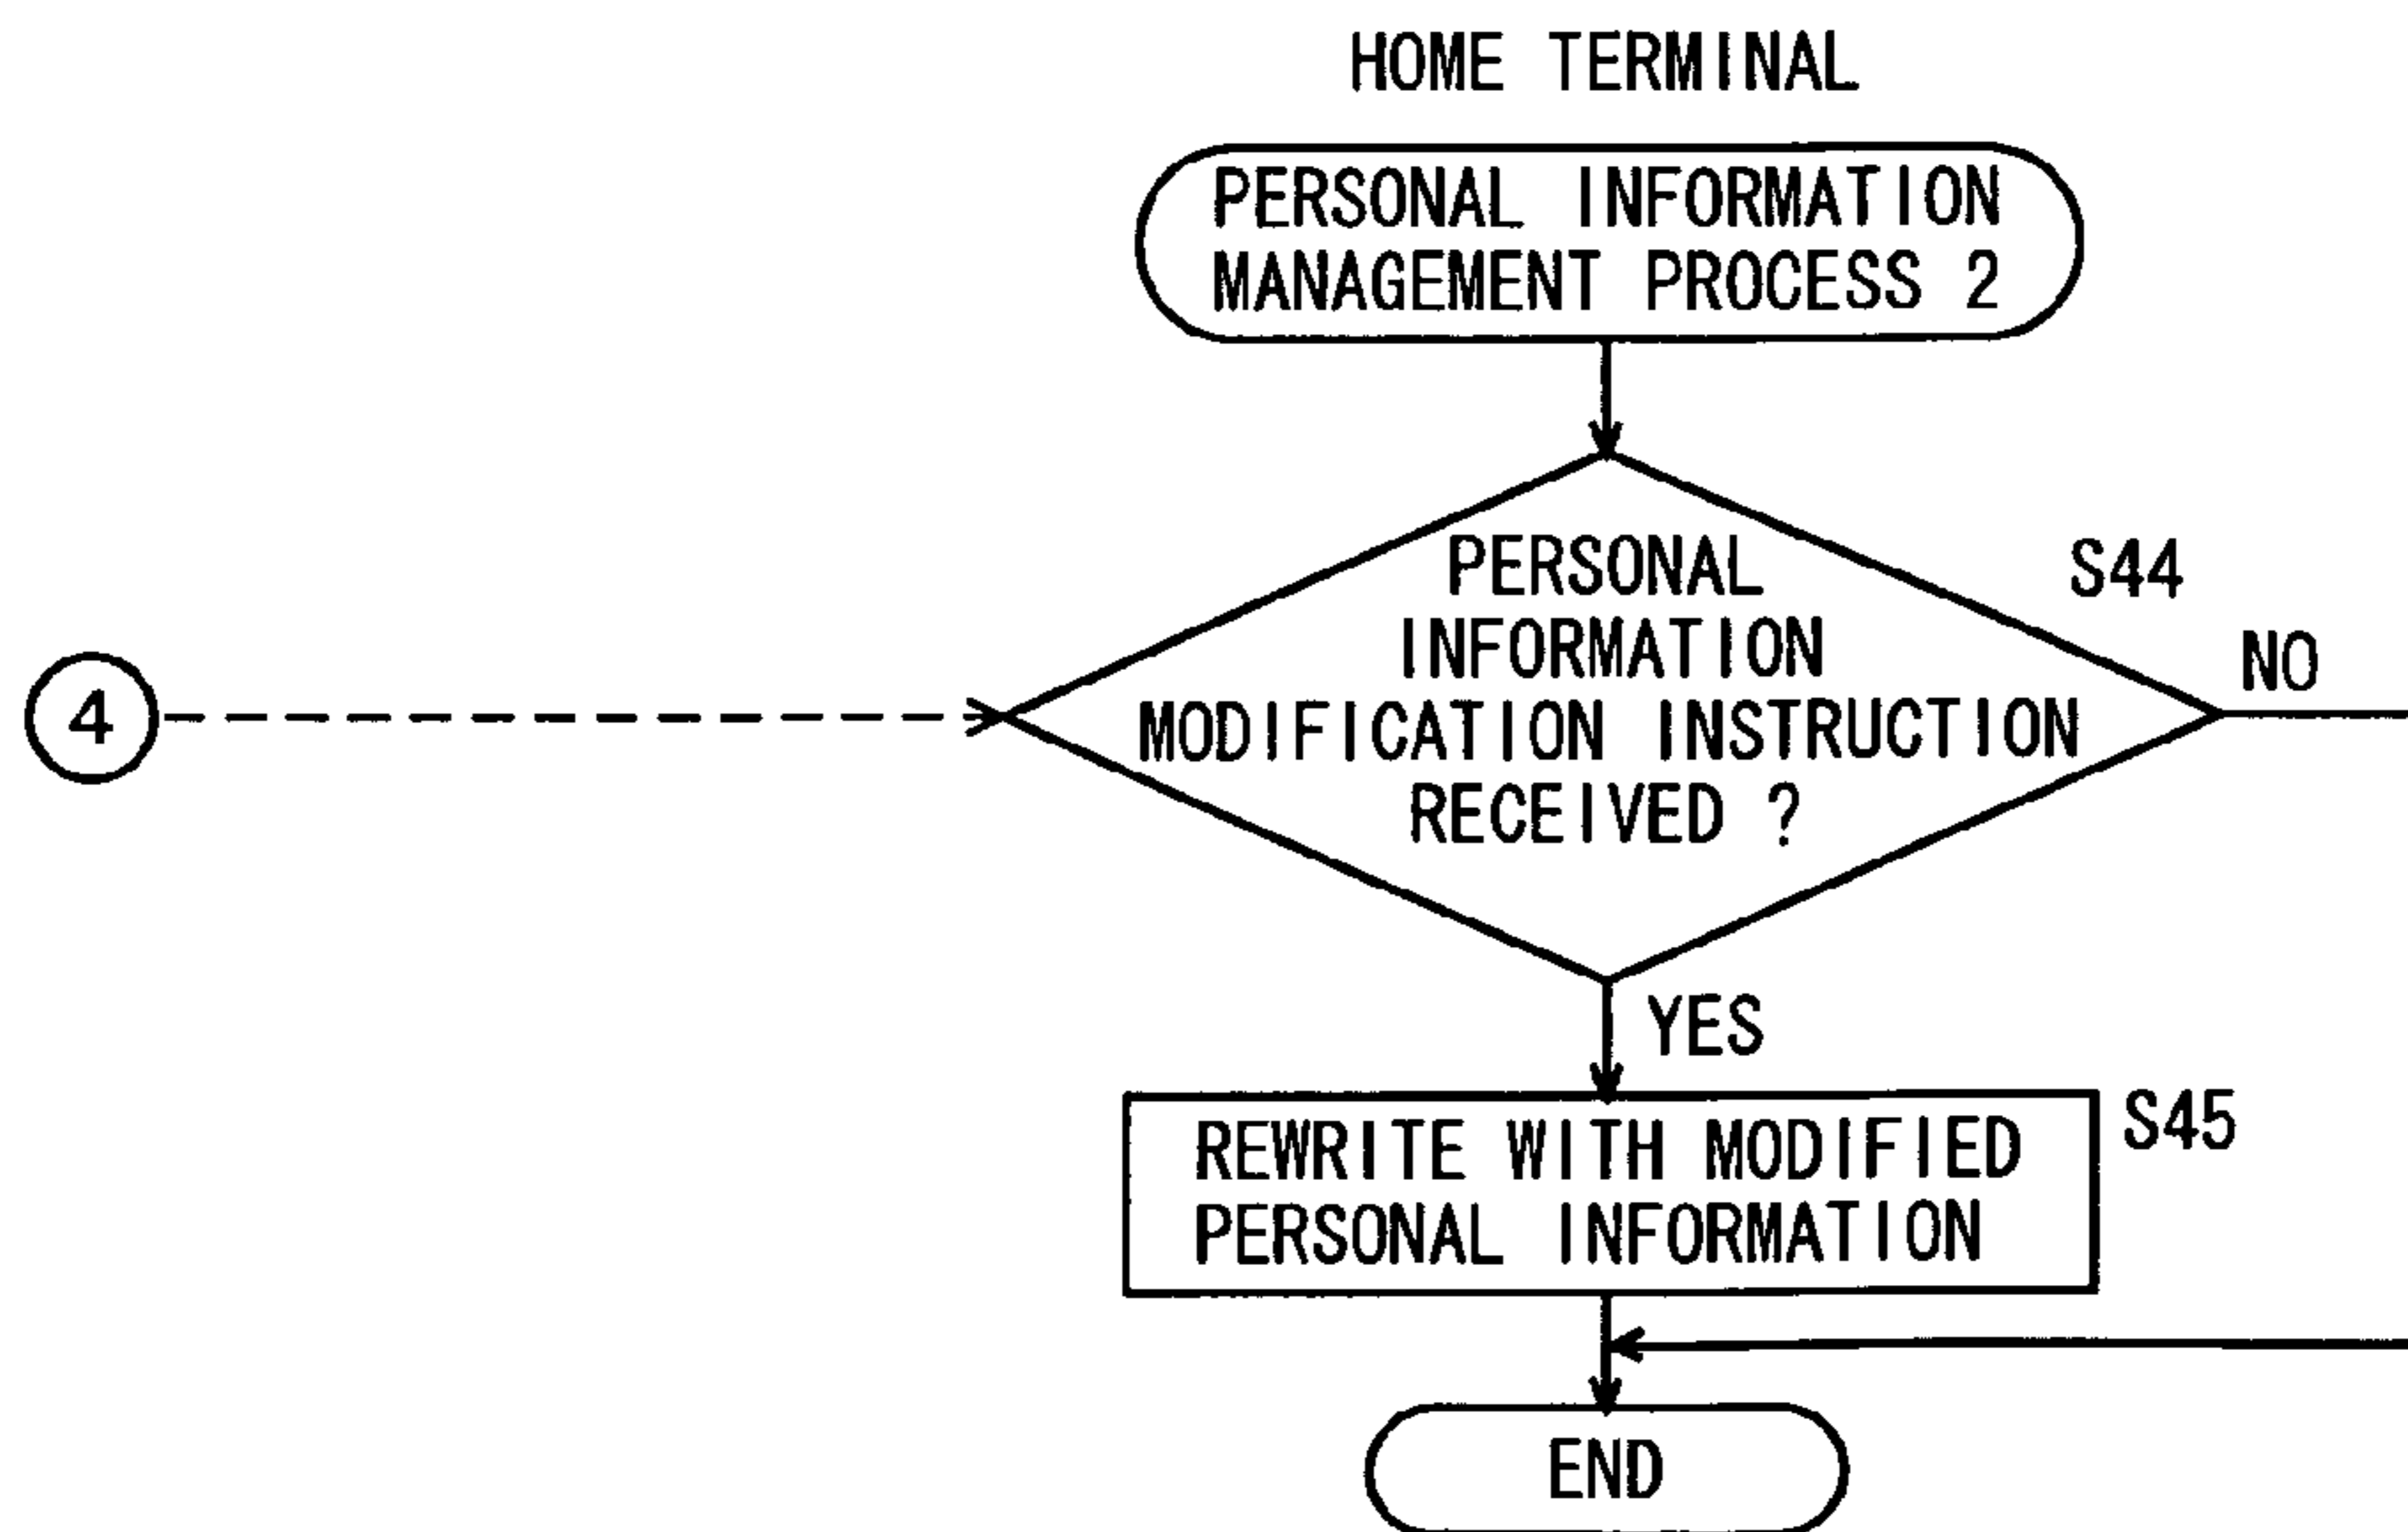 HOME TERMINAL
PERSONAL INFORMATION
MANAGEMENT PROCESS 2
PERSONAL
INFORMATION
MODIFICATION INSTRUCTION
RECEIVED ?
S44
NO
4
YES
REWRITE WITH MODIFIED
PERSONAL INFORMATION
S45
END